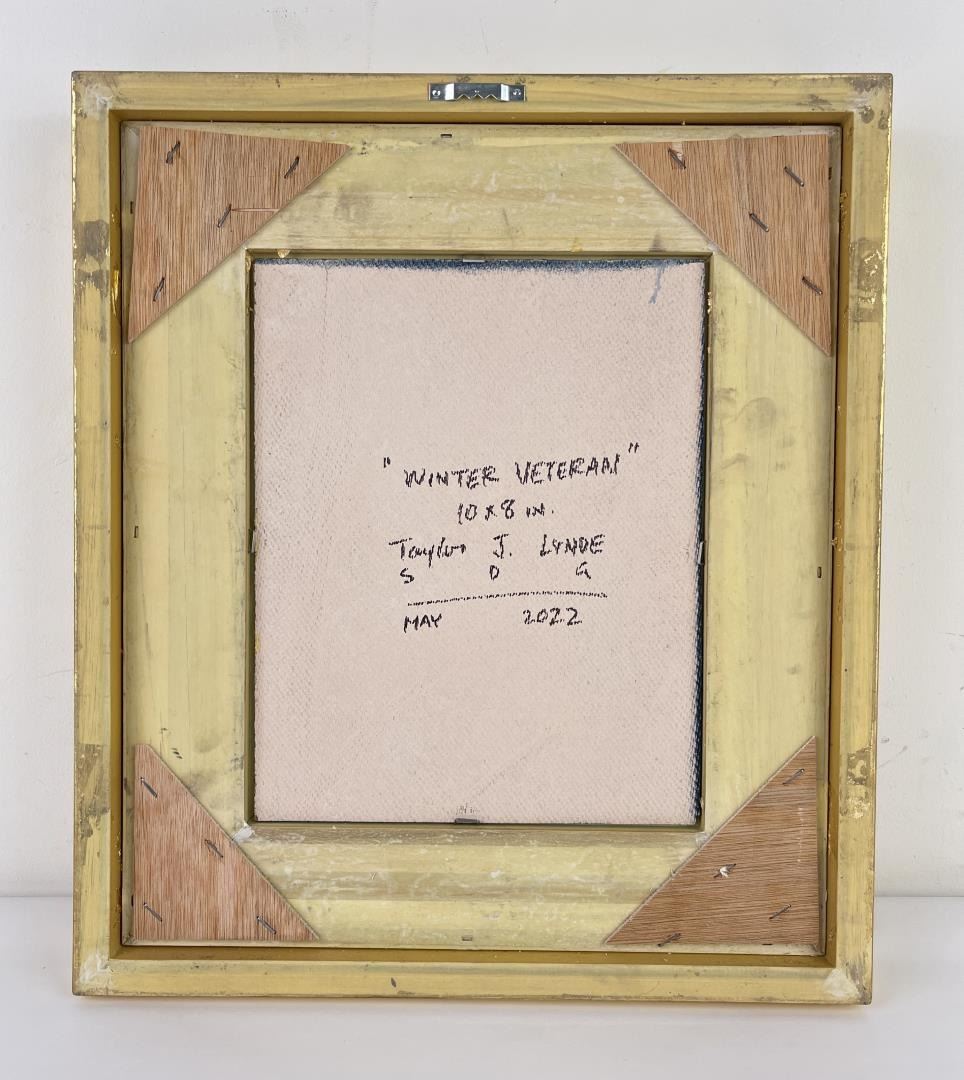 "WINTER VETERAN"
10 x 8 IN.
Taylor J. LYNDE
S D G
MAY 2022